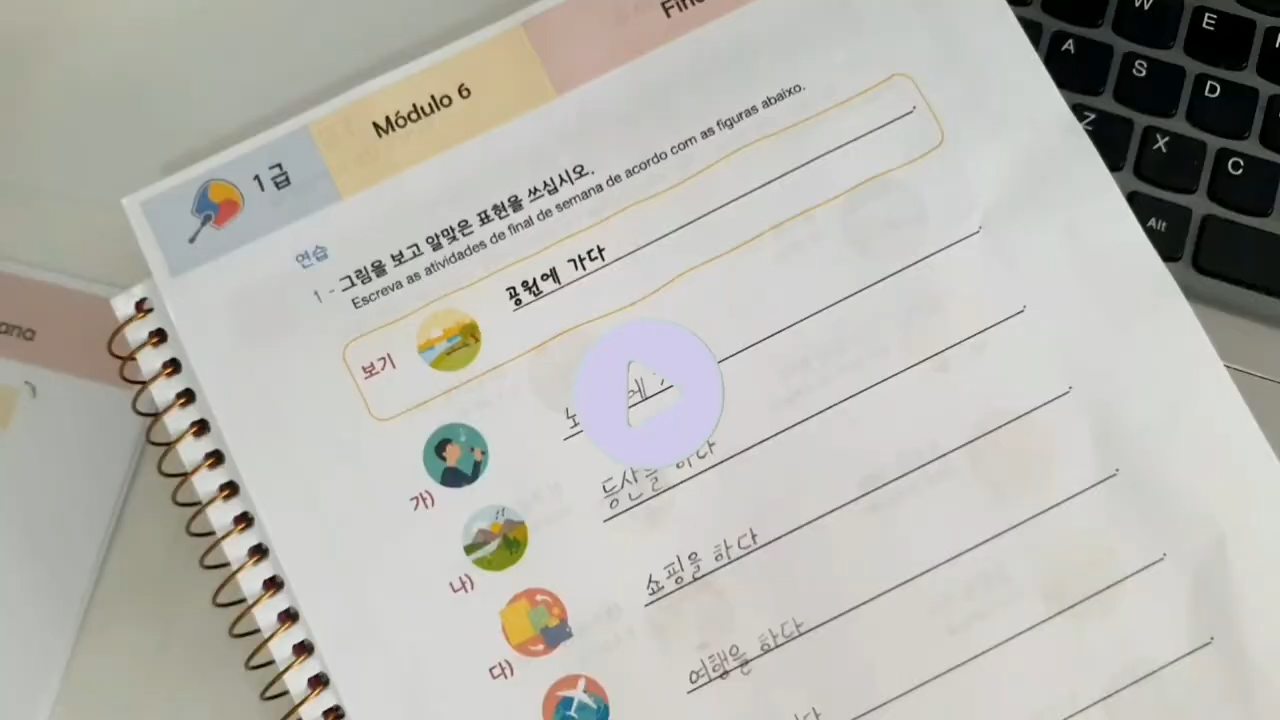 1급
Módulo 6
연습
1 - 그림을 보고 알맞은 표현을 쓰십시오.
Escreva as atividades de final de semana de acordo com as figuras abaixo.
보기
공원에 가다
가)
나)
등산을 하다
다)
쇼핑을 하다
여행을 하다
W
E
A
S
D
Z
X
C
Alt